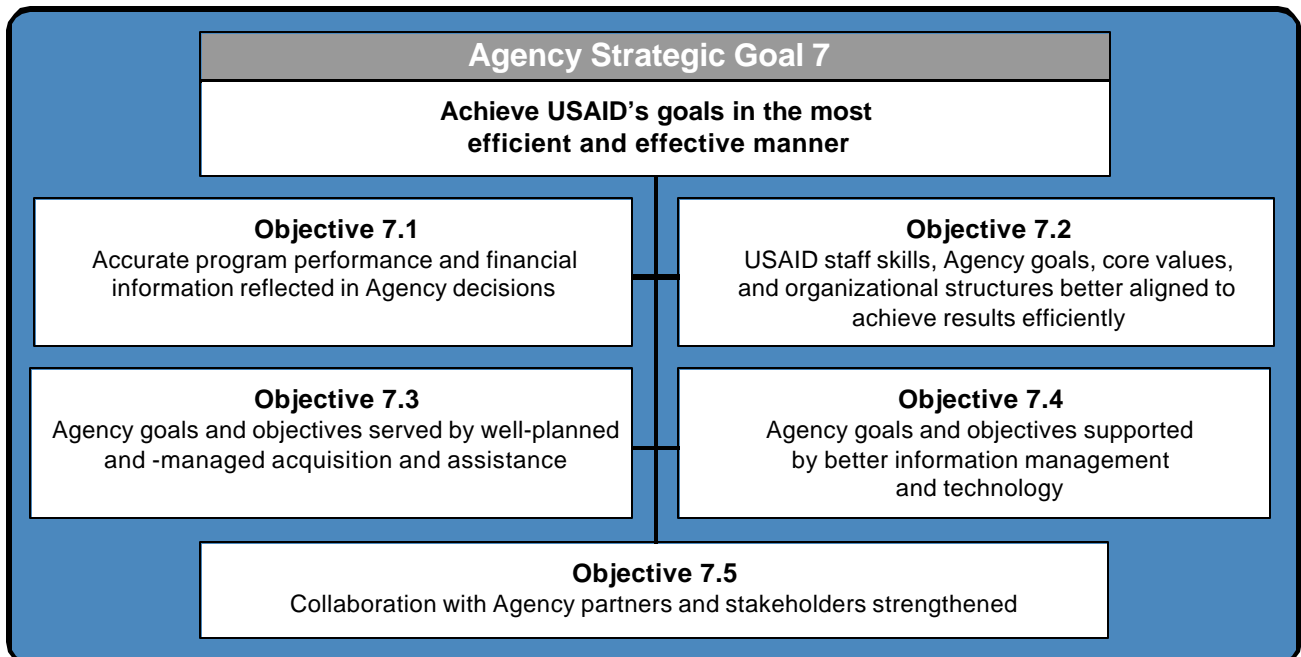 Agency Strategic Goal 7
Achieve USAID’s goals in the most
efficient and effective manner
Objective 7.1
Accurate program performance and financial
information reflected in Agency decisions
Objective 7.2
USAID staff skills, Agency goals, core values,
and organizational structures better aligned to
achieve results efficiently
Objective 7.3
Agency goals and objectives served by well-planned
and -managed acquisition and assistance
Objective 7.4
Agency goals and objectives supported
by better information management
and technology
Objective 7.5
Collaboration with Agency partners and stakeholders strengthened